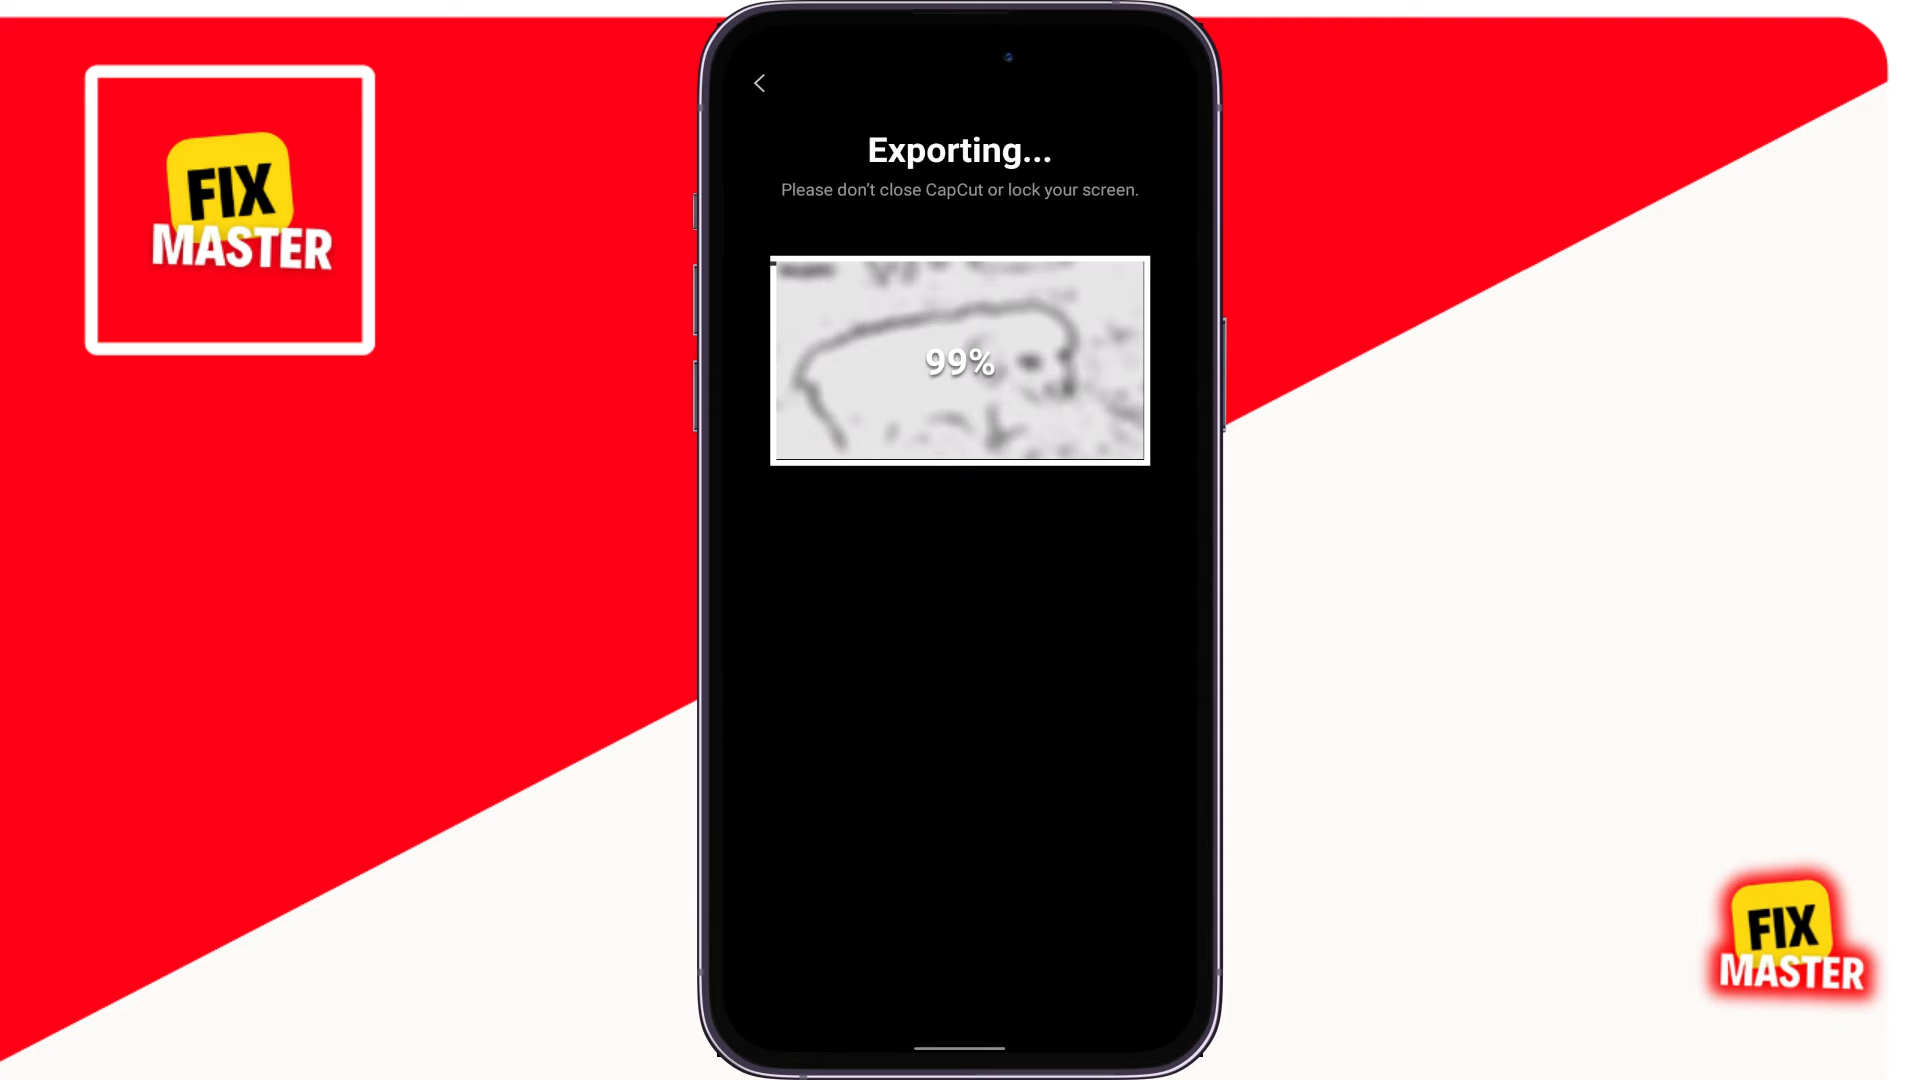 FIX
MASTER
Exporting...
Please don't close CapCut or lock your screen.
99%
FIX
MASTER